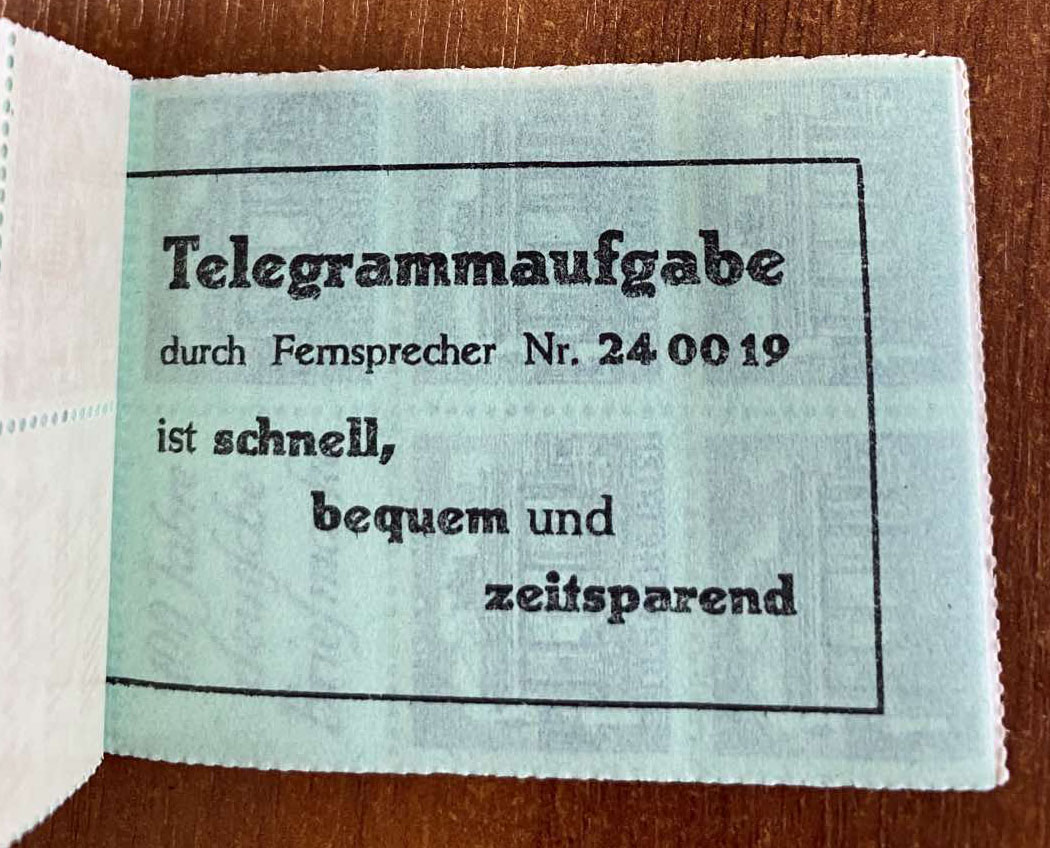 Telegrammaufgabe
durch Fernsprecher Nr. 24 00 19
ist schnell,
bequem und
zeitsparend